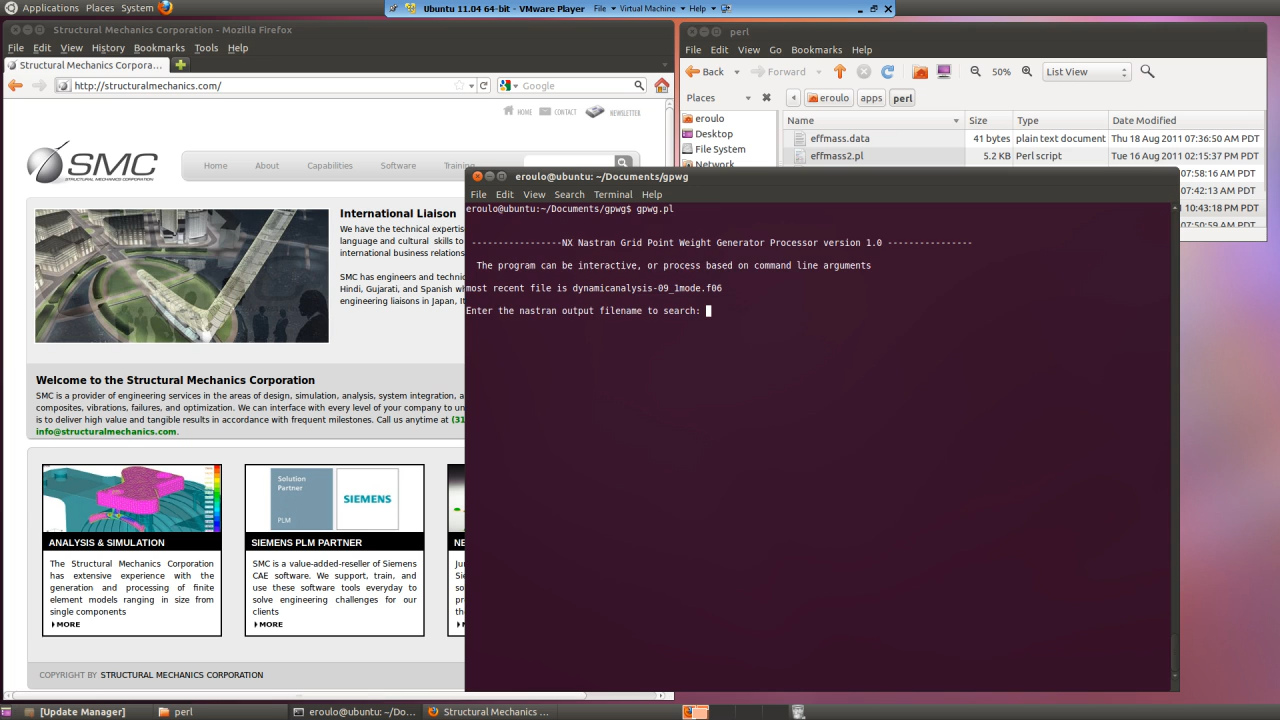 Applications Places System
Ubuntu 11.04 64-bit - VMware Player File Virtual Machine Help
Structural Mechanics Corporation - Mozilla Firefox
File Edit View History Bookmarks Tools Help
Structural Mechanics Corpora...
http://structuralmechanics.com/
Google
HOME CONTACT NEWSLETTER
SMC
STRUCTURAL MECHANICS CORPORATION
Home About Capabilities Software Training
International Liaison
We have the technical expertis
language and cultural skills to
international business relations
SMC has engineers and technic
Hindi, Gujarati, and Spanish wh
engineering liaisons in Japan, It
Welcome to the Structural Mechanics Corporation
SMC is a provider of engineering services in the areas of design, simulation, analysis, system integration, a
composites, vibrations, failures, and optimization. We can interface with every level of your company to un
is to deliver high value and tangible results in accordance with frequent milestones. Call us anytime at (31
info@structuralmechanics.com.
ANALYSIS & SIMULATION
The Structural Mechanics Corporation
has extensive experience with the
generation and processing of finite
element models ranging in size from
single components
MORE
Solution
Partner
PLM
SIEMENS
SIEMENS PLM PARTNER
SMC is a value-added-reseller of Siemens
CAE software. We support, train, and
use these software tools everyday to
solve engineering challenges for our
clients
MORE
NE
Jun
Sie
so
pr
the
MORE
COPYRIGHT BY STRUCTURAL MECHANICS CORPORATION
perl
File Edit View Go Bookmarks Help
Back Forward 50% List View
Places eroulo apps perl
eroulo
Desktop
File System
Network
Name Size Type Date Modified
effmass.data 41 bytes plain text document Thu 18 Aug 2011 07:36:50 AM PDT
effmass2.pl 5.2 KB Perl script Tue 16 Aug 2011 02:15:37 PM PDT
07:58:16 AM PDT
07:42:13 AM PDT
10:43:18 PM PDT
07:50:59 AM PDT
eroulo@ubuntu: ~/Documents/gpwg
File Edit View Search Terminal Help
eroulo@ubuntu:~/Documents/gpwg$ gpwg.pl
-----------------NX Nastran Grid Point Weight Generator Processor version 1.0 ----------------
The program can be interactive, or process based on command line arguments
most recent file is dynamicanalysis-09_1mode.f06
Enter the nastran output filename to search:
[Update Manager] perl eroulo@ubuntu: ~/Do... Structural Mechanics ...